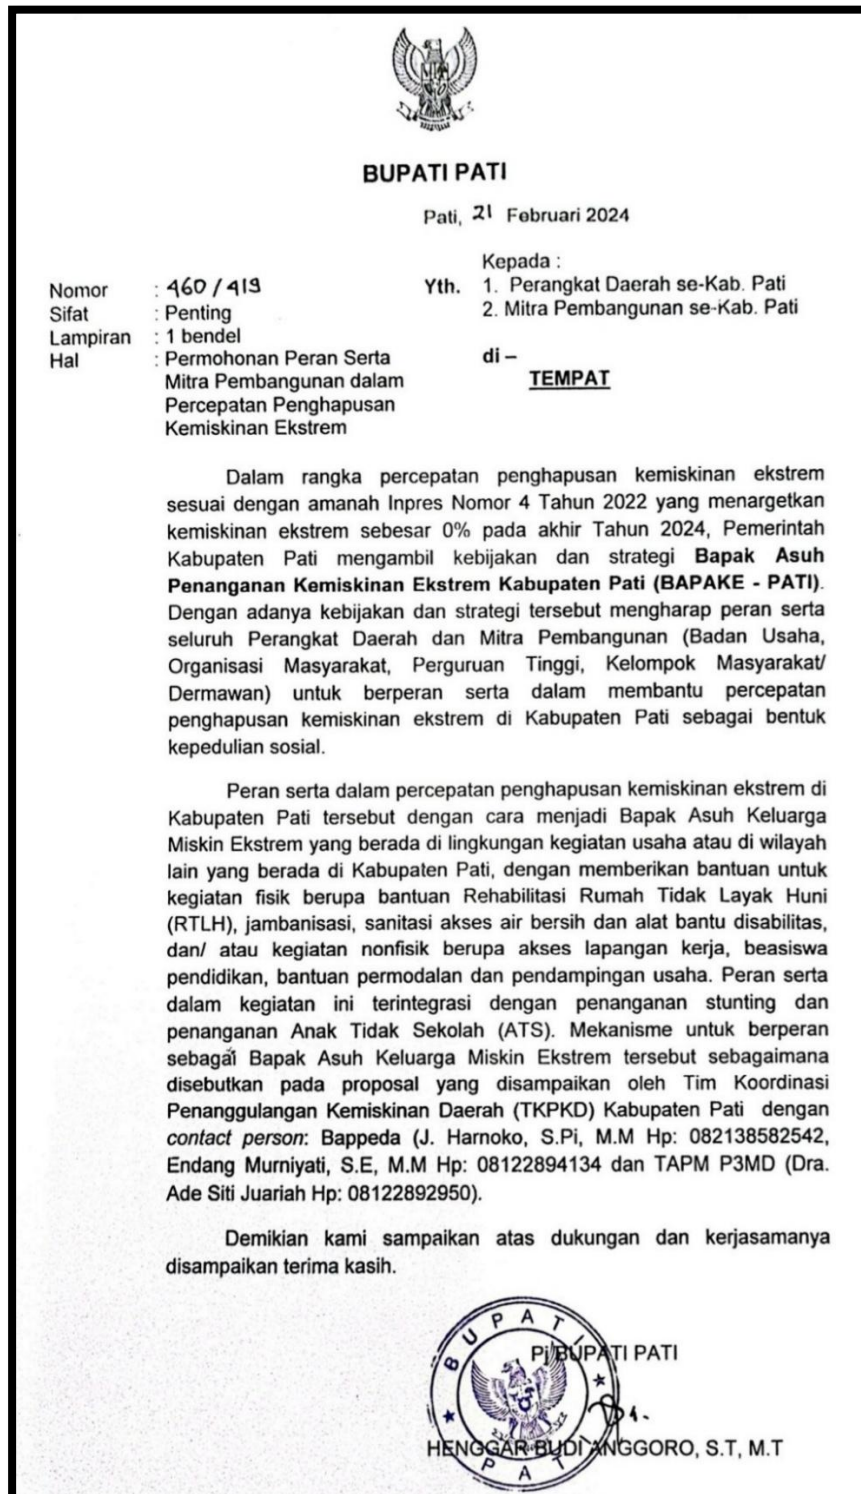 BUPATI PATI
Pati, 21 Februari 2024
Kepada :
Nomor : 460/419
Yth. 1. Perangkat Daerah se-Kab. Pati
Sifat : Penting
2. Mitra Pembangunan se-Kab. Pati
Lampiran : 1 bendel
Hal : Permohonan Peran Serta
di –
Mitra Pembangunan dalam
TEMPAT
Percepatan Penghapusan
Kemiskinan Ekstrem
Dalam rangka percepatan penghapusan kemiskinan ekstrem
sesuai dengan amanah Inpres Nomor 4 Tahun 2022 yang menargetkan
kemiskinan ekstrem sebesar 0% pada akhir Tahun 2024, Pemerintah
Kabupaten Pati mengambil kebijakan dan strategi Bapak Asuh
Penanganan Kemiskinan Ekstrem Kabupaten Pati (BAPAKE - PATI).
Dengan adanya kebijakan dan strategi tersebut mengharap peran serta
seluruh Perangkat Daerah dan Mitra Pembangunan (Badan Usaha,
Organisasi Masyarakat, Perguruan Tinggi, Kelompok Masyarakat/
Dermawan) untuk berperan serta dalam membantu percepatan
penghapusan kemiskinan ekstrem di Kabupaten Pati sebagai bentuk
kepedulian sosial.
Peran serta dalam percepatan penghapusan kemiskinan ekstrem di
Kabupaten Pati tersebut dengan cara menjadi Bapak Asuh Keluarga
Miskin Ekstrem yang berada di lingkungan kegiatan usaha atau di wilayah
lain yang berada di Kabupaten Pati, dengan memberikan bantuan untuk
kegiatan fisik berupa bantuan Rehabilitasi Rumah Tidak Layak Huni
(RTLH), jambanisasi, sanitasi akses air bersih dan alat bantu disabilitas,
dan/ atau kegiatan nonfisik berupa akses lapangan kerja, beasiswa
pendidikan, bantuan permodalan dan pendampingan usaha. Peran serta
dalam kegiatan ini terintegrasi dengan penanganan stunting dan
penanganan Anak Tidak Sekolah (ATS). Mekanisme untuk berperan
sebagai Bapak Asuh Keluarga Miskin Ekstrem tersebut sebagaimana
disebutkan pada proposal yang disampaikan oleh Tim Koordinasi
Penanggulangan Kemiskinan Daerah (TKPKD) Kabupaten Pati dengan
contact person: Bappeda (J. Harnoko, S.Pi, M.M Hp: 082138582542,
Endang Murniyati, S.E, M.M Hp: 08122894134 dan TAPM P3MD (Dra.
Ade Siti Juariah Hp: 08122892950).
Demikian kami sampaikan atas dukungan dan kerjasamanya
disampaikan terima kasih.
Pj BUPATI PATI
BUPATI
HENGGAR BUDI ANGGORO, S.T, M.T
PATI